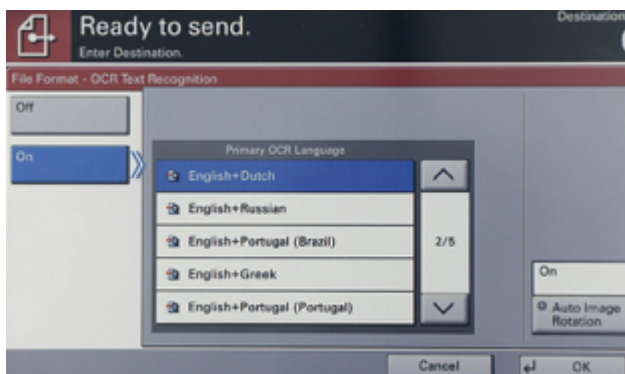 Ready to send.
Destination
Enter Destination.
File Format - OCR Text Recognition
Off
On
Primary OCR Language
English+Dutch
English+Russian
English+Portugal (Brazil)
2/5
English+Greek
English+Portugal (Portugal)
On
Auto Image
Rotation
Cancel
OK